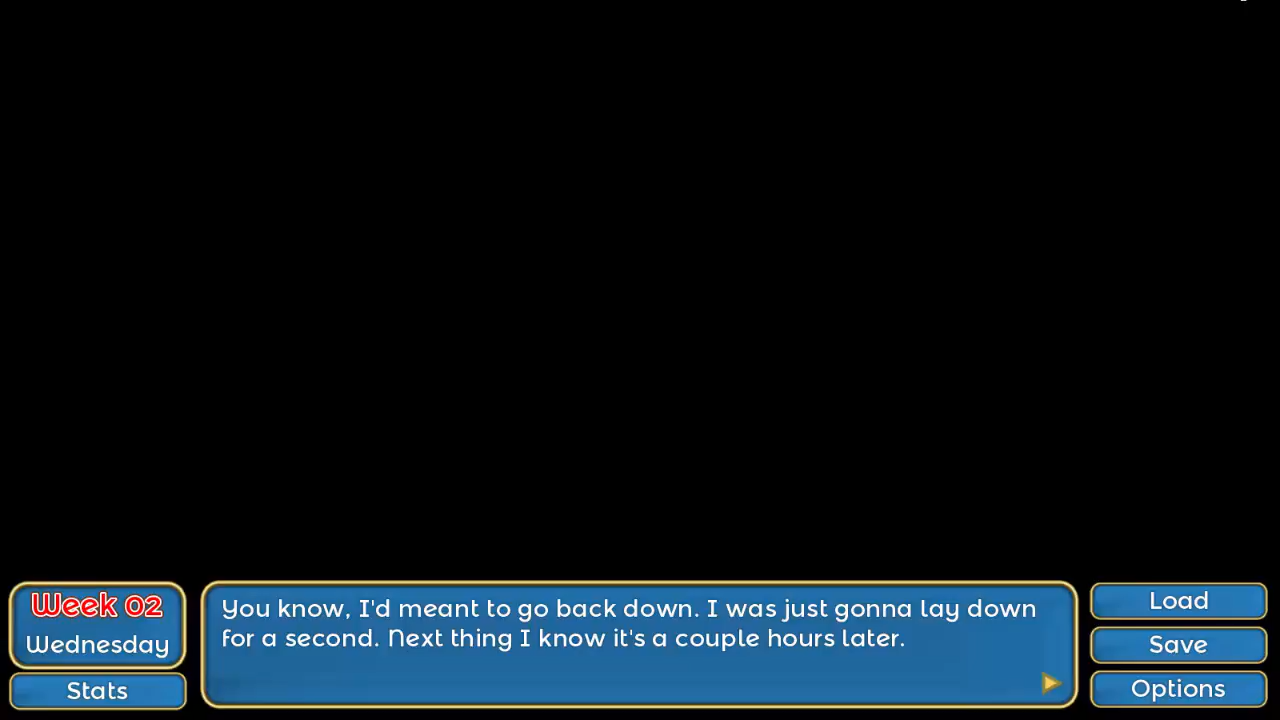 Week 02
Wednesday
Stats
You know, I'd meant to go back down. I was just gonna lay down
for a second. Next thing I know it's a couple hours later.
Load
Save
Options